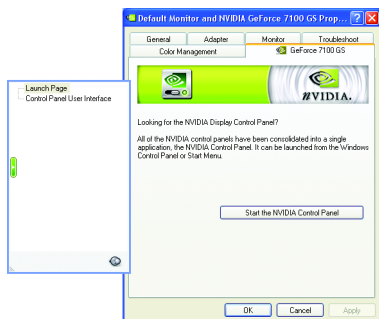 Default Monitor and NVIDIA GeForce 7100 GS Prop...
General Adapter Monitor Troubleshoot
Color Management GeForce 7100 GS
Launch Page
Control Panel User Interface
NVIDIA.
Looking for the NVIDIA Display Control Panel?
All of the NVIDIA control panels have been consolidated into a single
application, the NVIDIA Control Panel. It can be launched from the Windows
Control Panel or Start Menu.
Start the NVIDIA Control Panel
OK Cancel Apply